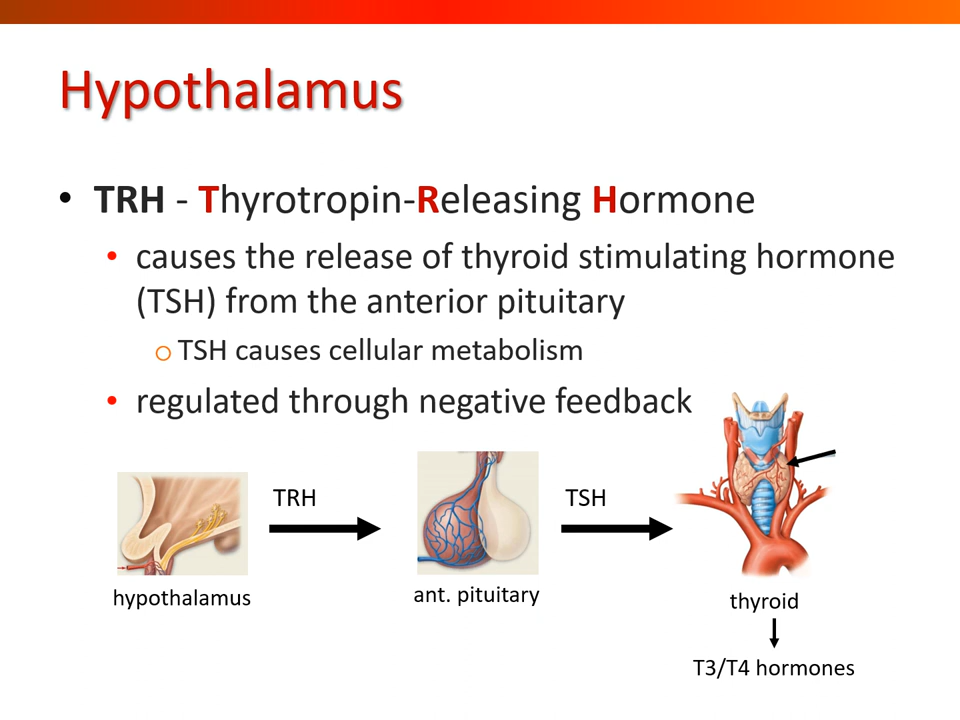 Hypothalamus
• TRH - Thyrotropin-Releasing Hormone
• causes the release of thyroid stimulating hormone
(TSH) from the anterior pituitary
o TSH causes cellular metabolism
• regulated through negative feedback
TRH
TSH
hypothalamus
ant. pituitary
thyroid
T3/T4 hormones